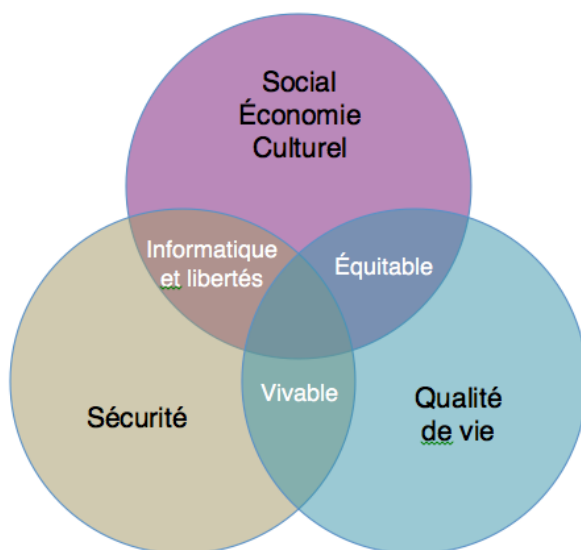 Social
Économie
Culturel
Informatique
et libertés
Équitable
Vivable
Sécurité
Qualité
de vie